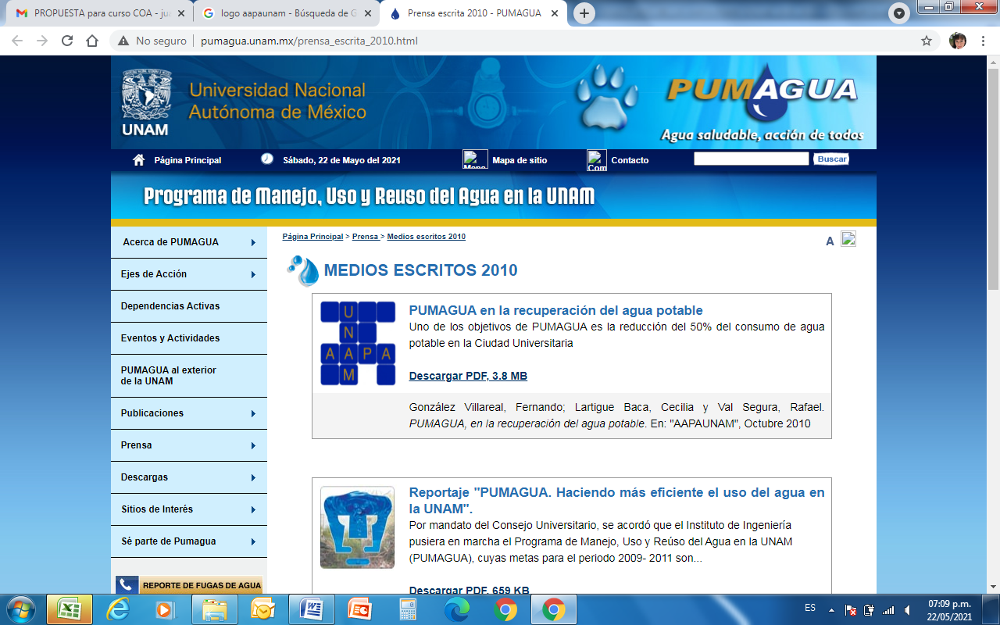 PROPUESTA para curso COA - jua
logo aapaunam - Búsqueda de G
Prensa escrita 2010 - PUMAGUA
No seguro
pumagua.unam.mx/prensa_escrita_2010.html
UNAM
Universidad Nacional
Autónoma de México
PUMAGUA
Agua saludable, acción de todos
Página Principal
Sábado, 22 de Mayo del 2021
Mapa de sitio
Contacto
Buscar
Programa de Manejo, Uso y Reuso del Agua en la UNAM
Acerca de PUMAGUA
Ejes de Acción
Dependencias Activas
Eventos y Actividades
PUMAGUA al exterior
de la UNAM
Publicaciones
Prensa
Descargas
Sitios de Interés
Sé parte de Pumagua
REPORTE DE FUGAS DE AGUA
Página Principal > Prensa > Medios escritos 2010
A
MEDIOS ESCRITOS 2010
U
N
A A P A
M
PUMAGUA en la recuperación del agua potable
Uno de los objetivos de PUMAGUA es la reducción del 50% del consumo de agua
potable en la Ciudad Universitaria
Descargar PDF, 3.8 MB
González Villareal, Fernando; Lartigue Baca, Cecilia y Val Segura, Rafael.
PUMAGUA, en la recuperación del agua potable. En: "AAPAUNAM", Octubre 2010
Reportaje "PUMAGUA. Haciendo más eficiente el uso del agua en
la UNAM".
Por mandato del Consejo Universitario, se acordó que el Instituto de Ingeniería
pusiera en marcha el Programa de Manejo, Uso y Reúso del Agua en la UNAM
(PUMAGUA), cuyas metas para el periodo 2009- 2011 son...
Descargar PDF, 659 KB
ES
07:09 p.m.
22/05/2021